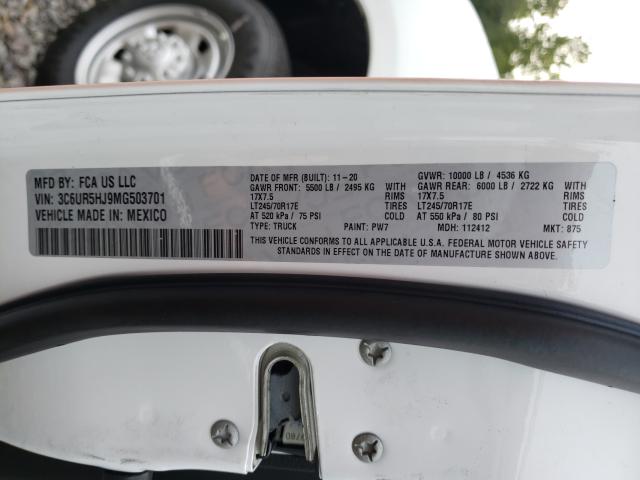 MFD BY: FCA US LLC
VIN: 3C6UR5HJ9MG503701
VEHICLE MADE IN: MEXICO
DATE OF MFR (BUILT): 11-20
GAWR FRONT: 5500 LB / 2495 KG WITH
17X7.5 RIMS
LT245/70R17E TIRES
AT 520 kPa / 75 PSI COLD
TYPE: TRUCK PAINT: PW7
GVWR: 10000 LB / 4536 KG
GAWR REAR: 6000 LB / 2722 KG WITH
17X7.5 RIMS
LT245/70R17E TIRES
AT 550 kPa / 80 PSI COLD
MDH: 112412 MKT: 875
THIS VEHICLE CONFORMS TO ALL APPLICABLE U.S.A. FEDERAL MOTOR VEHICLE SAFETY
STANDARDS IN EFFECT ON THE DATE OF MANUFACTURE SHOWN ABOVE.